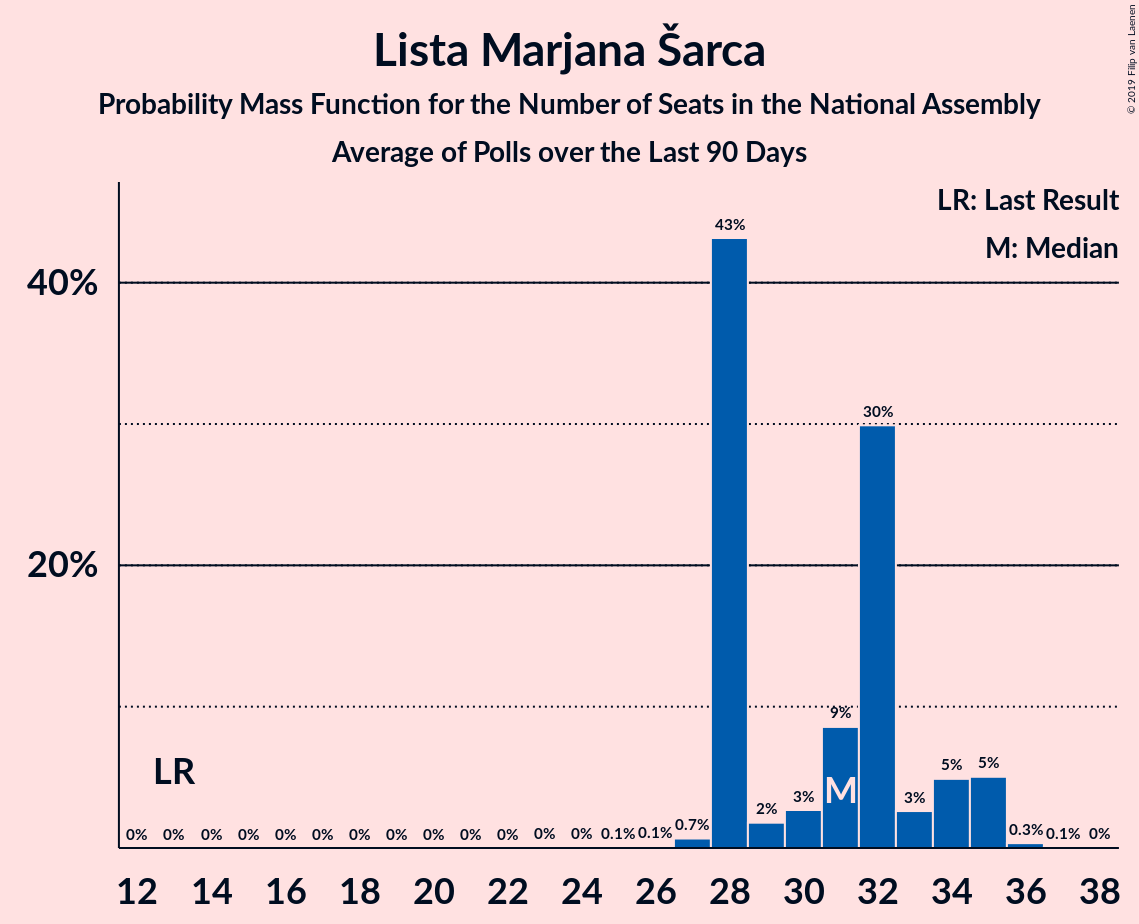 Lista Marjana Šarca
Probability Mass Function for the Number of Seats in the National Assembly
Average of Polls over the Last 90 Days
© 2019 Filip van Laenen
LR: Last Result
M: Median
40%
20%
43%
30%
9%
LR
M
0% 0% 0% 0% 0% 0% 0% 0% 0% 0% 0% 0% 0% 0.1% 0.1% 0.7% 2% 3% 3% 5% 5% 0.3% 0.1% 0%
12 14 16 18 20 22 24 26 28 30 32 34 36 38